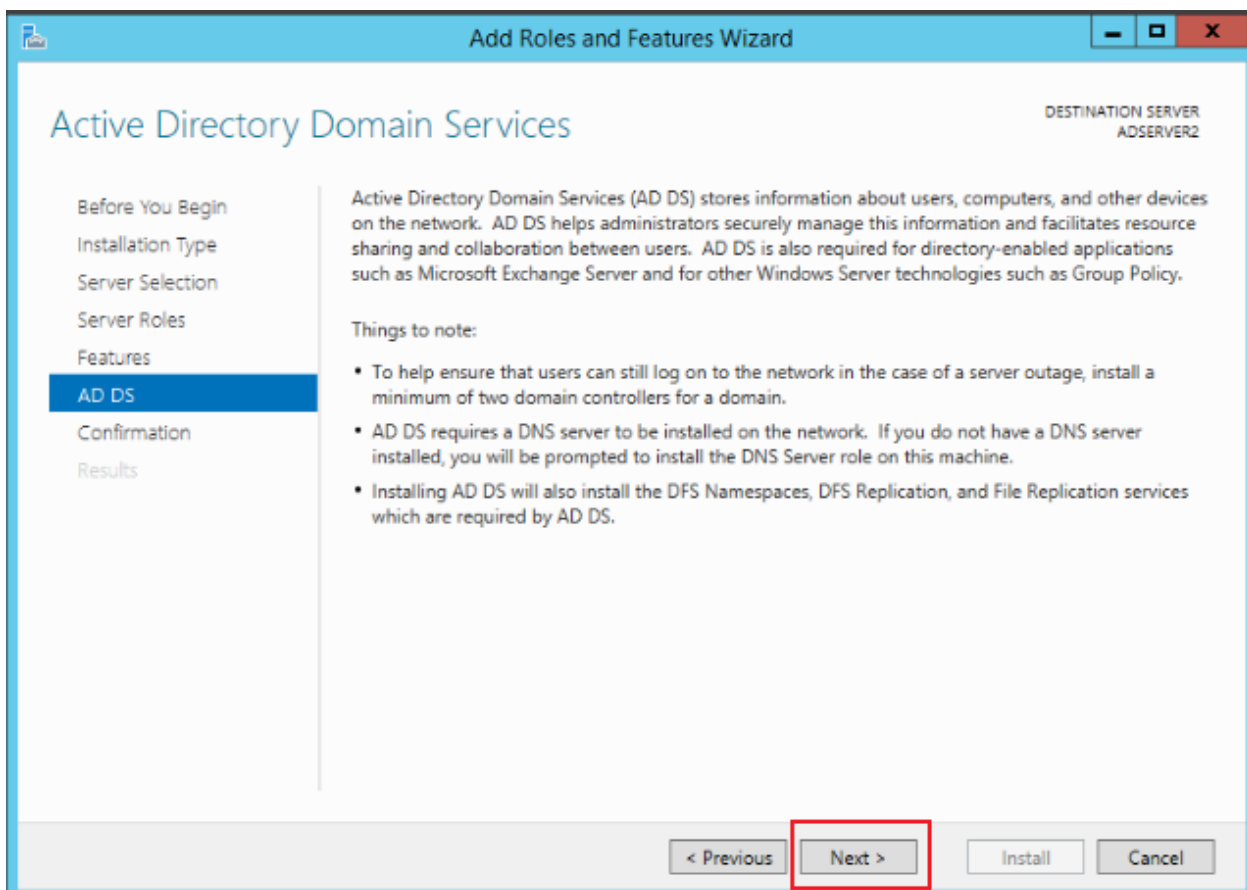 Add Roles and Features Wizard
Active Directory Domain Services
DESTINATION SERVER
ADSERVER2
Before You Begin
Installation Type
Server Selection
Server Roles
Features
AD DS
Confirmation
Results
Active Directory Domain Services (AD DS) stores information about users, computers, and other devices
on the network. AD DS helps administrators securely manage this information and facilitates resource
sharing and collaboration between users. AD DS is also required for directory-enabled applications
such as Microsoft Exchange Server and for other Windows Server technologies such as Group Policy.
Things to note:
• To help ensure that users can still log on to the network in the case of a server outage, install a
minimum of two domain controllers for a domain.
• AD DS requires a DNS server to be installed on the network. If you do not have a DNS server
installed, you will be prompted to install the DNS Server role on this machine.
• Installing AD DS will also install the DFS Namespaces, DFS Replication, and File Replication services
which are required by AD DS.
< Previous
Next >
Install
Cancel